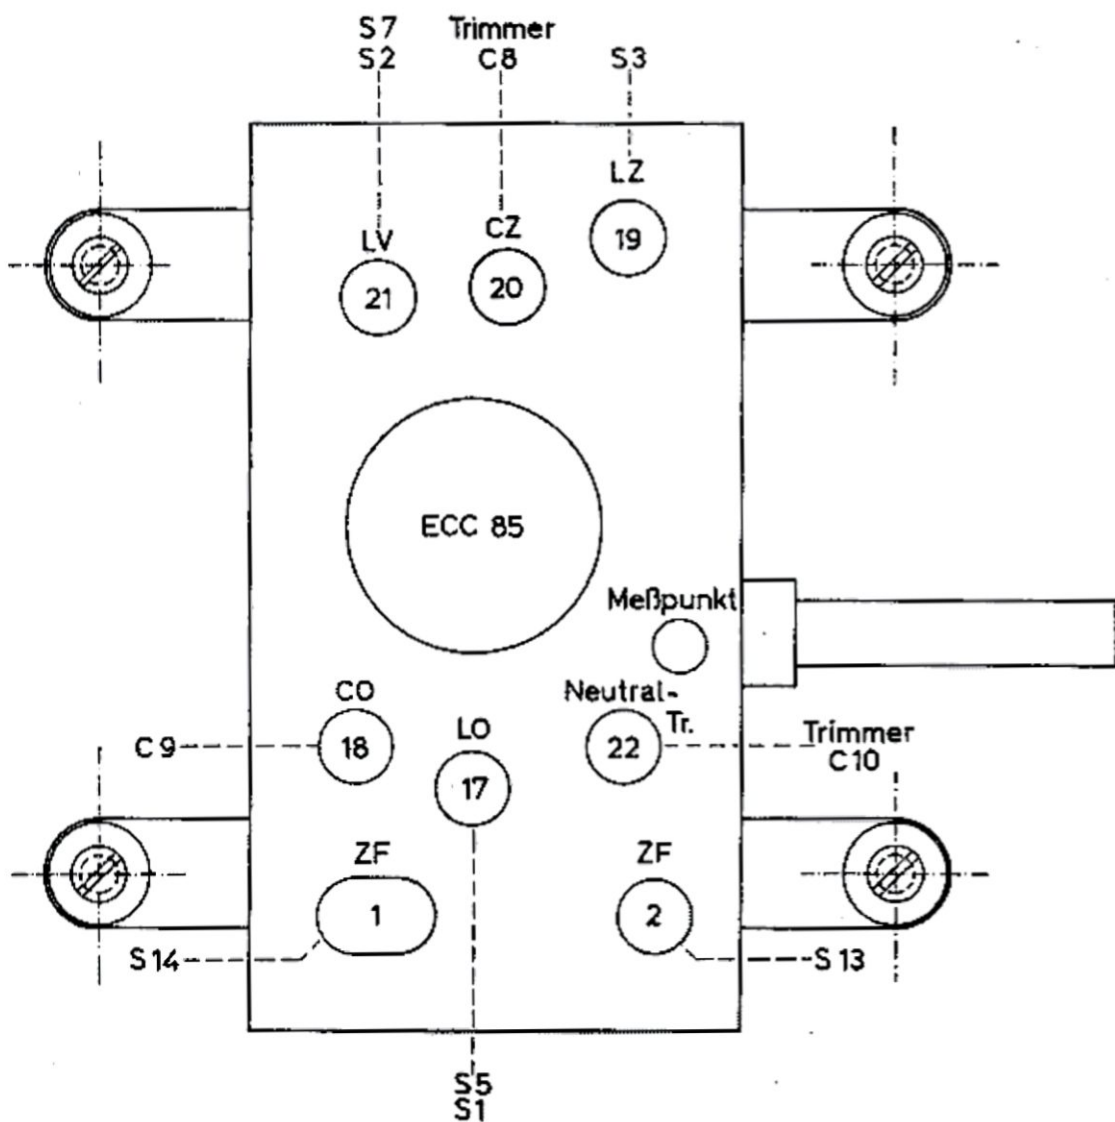 S7
S2
Trimmer
C8
S3
LZ
19
CZ
20
LV
21
ECC 85
Meßpunkt
CO
18
C9
LO
17
Neutral-
Tr.
22
Trimmer
C10
ZF
1
S14
ZF
2
S13
S5
S1